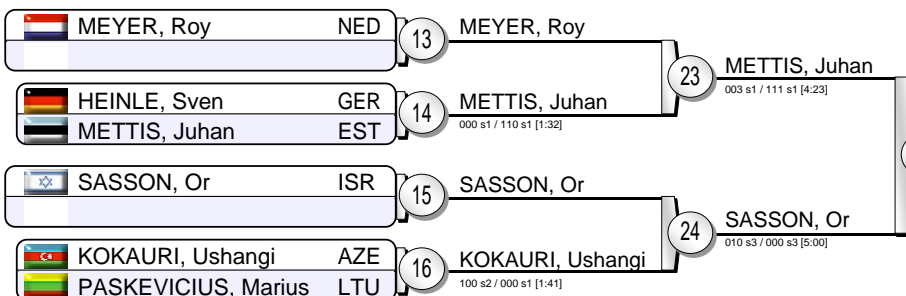 MEYER, Roy NED
13 MEYER, Roy
23 METTIS, Juhan
003 s1 / 111 s1 [4:23]
HEINLE, Sven GER
METTIS, Juhan EST
14 METTIS, Juhan
000 s1 / 110 s1 [1:32]
SASSON, Or ISR
15 SASSON, Or
24 SASSON, Or
010 s3 / 000 s3 [5:00]
KOKAURI, Ushangi AZE
PASKEVICIUS, Marius LTU
16 KOKAURI, Ushangi
100 s2 / 000 s1 [1:41]